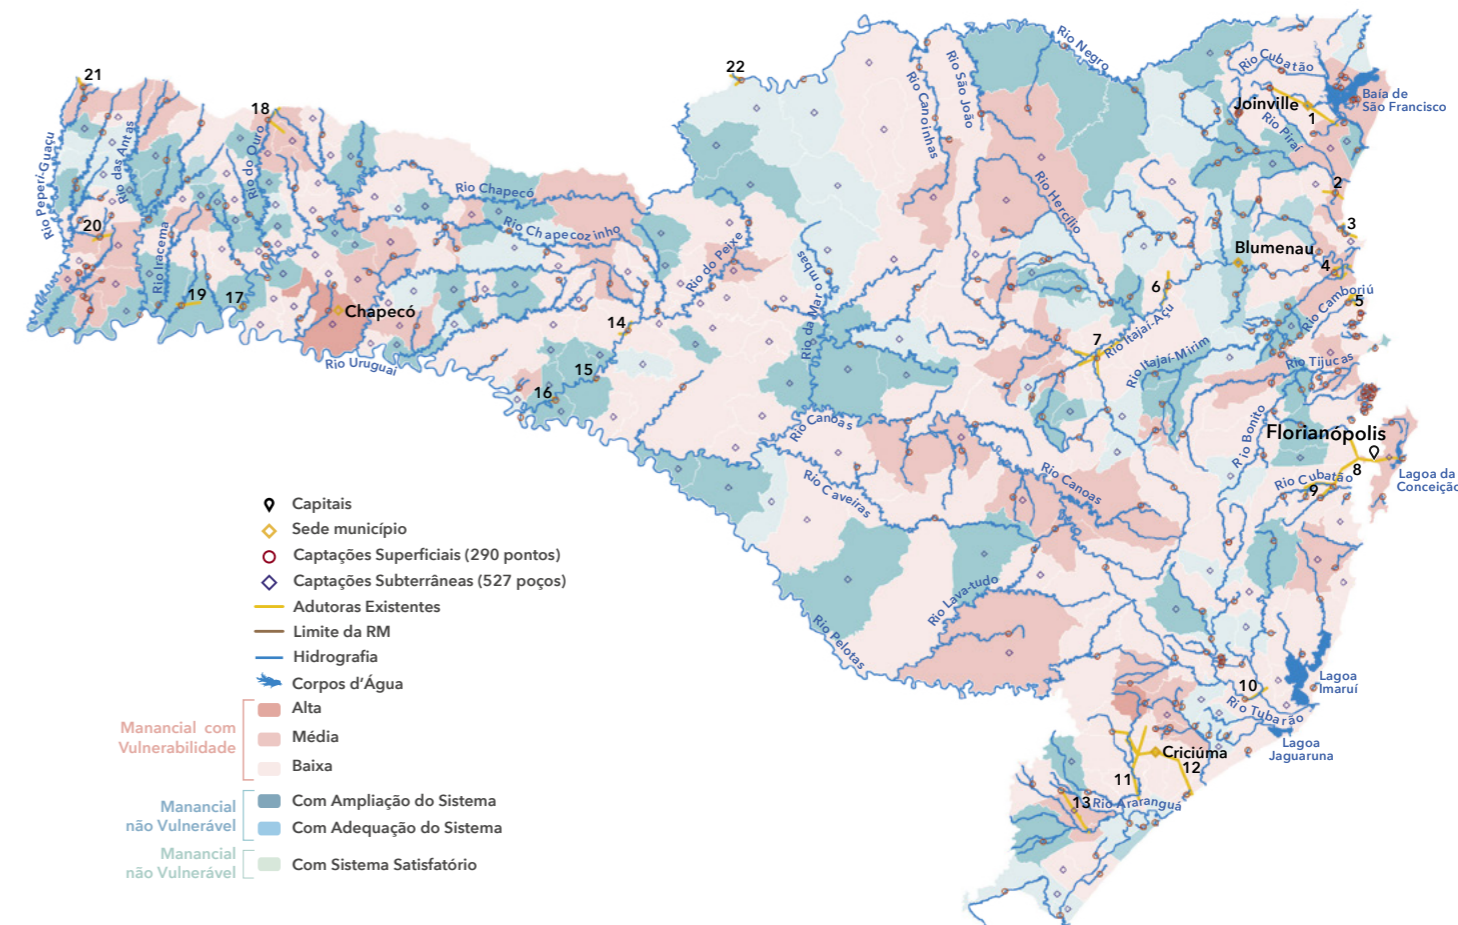 21
22
18
Rio Negro
Rio Cubatão
Rio São João
Rio Canoinhas
Joinville
1
Baía de
São Francisco
Rio Piraí
Rio Peperi-Guaçu
Rio das Antas
Rio do Ouro
Rio Chapecó
Rio Chapecozinho
Rio Hercílio
2
20
Rio Iracema
Rio do Peixe
3
Blumenau
4
Rio da Marombas
6
Rio Camboriú
5
19
17
Chapecó
14
7
Rio Itajaí-Açu
Rio Itajaí-Mirim
Rio Tijucas
Rio Uruguai
15
16
Rio Canoas
Rio Bonito
Florianópolis
8
Rio Caveiras
Rio Canoas
Rio Cubatão
9
Lagoa da
Conceição
Rio Lava-tudo
Rio Pelotas
10
Rio Tubarão
Lagoa
Imaruí
Lagoa
Jaguaruna
Criciúma
12
11
13
Rio Araranguá
Capitais
Sede município
Captações Superficiais (290 pontos)
Captações Subterrâneas (527 poços)
Adutoras Existentes
Limite da RM
Hidrografia
Corpos d'Água
Manancial com
Vulnerabilidade
Alta
Média
Baixa
Manancial
não Vulnerável
Com Ampliação do Sistema
Com Adequação do Sistema
Manancial
não Vulnerável
Com Sistema Satisfatório